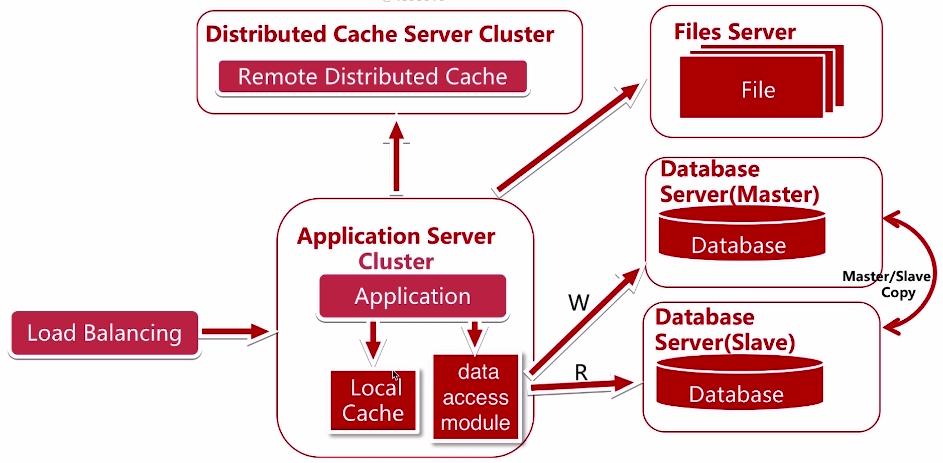 Distributed Cache Server Cluster
Remote Distributed Cache
Files Server
File
Database
Server(Master)
Database
Application Server
Cluster
Application
Master/Slave
Copy
W
Load Balancing
Database
Server(Slave)
R
data
access
module
Local
Cache
Database